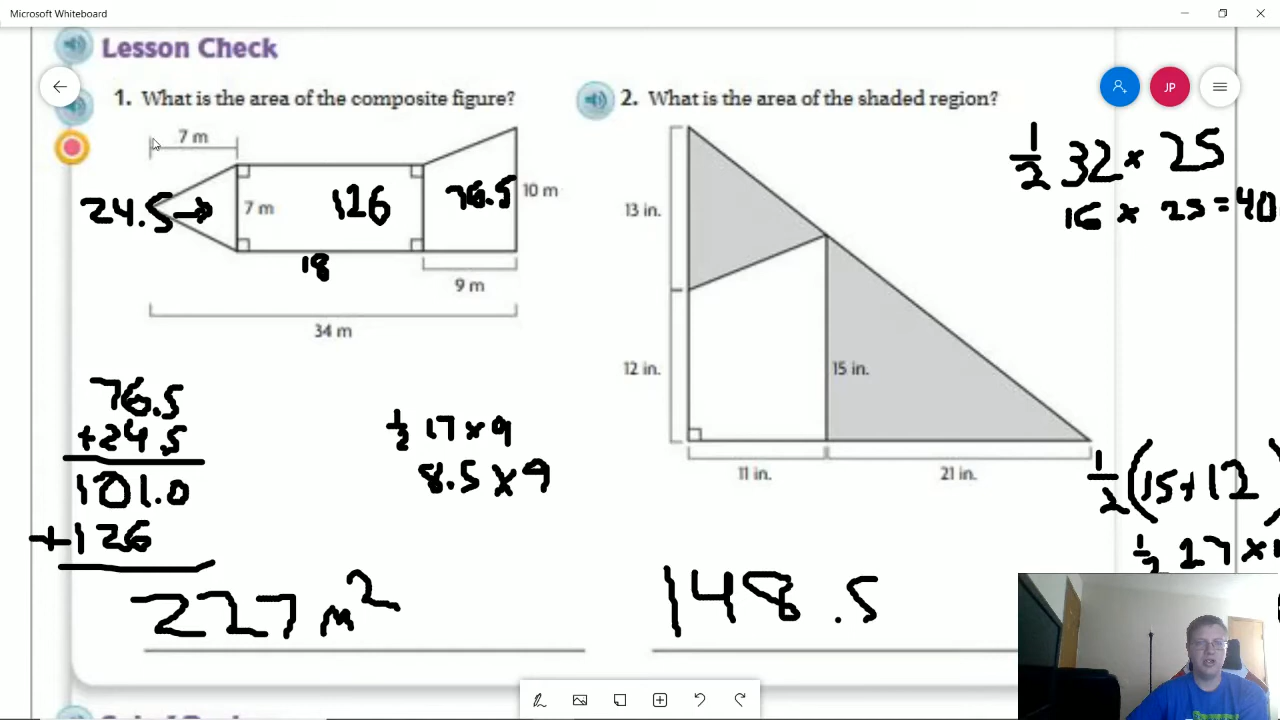 Microsoft Whiteboard
Lesson Check
1. What is the area of the composite figure?
7 m
24.5
7 m
126
76.5
10 m
18
9 m
34 m
76.5
+24.5
101.0
+126
227 m²
1/2 17 x 9
8.5 x 9
2. What is the area of the shaded region?
13 in.
12 in.
15 in.
11 in.
21 in.
148.5
JP
1/2 32 x 25
16 x 25 = 40
1/2 (15+12)
1/2 27 x